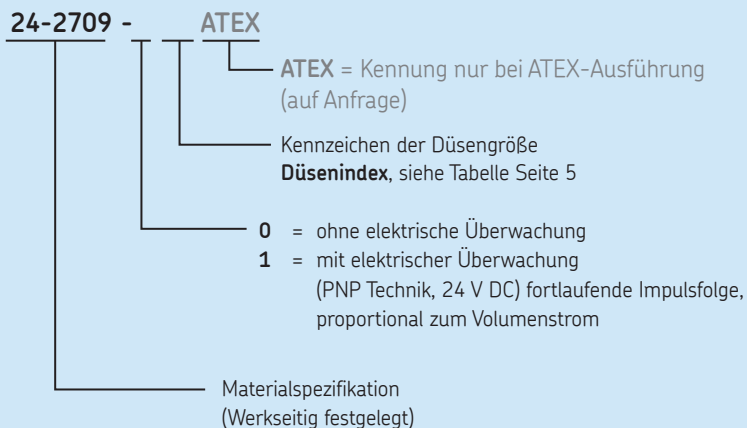 24-2709 - _ _ ATEX
ATEX = Kennung nur bei ATEX-Ausführung
(auf Anfrage)
Kennzeichen der Düsengröße
Düsenindex, siehe Tabelle Seite 5
0 = ohne elektrische Überwachung
1 = mit elektrischer Überwachung
(PNP Technik, 24 V DC) fortlaufende Impulsfolge,
proportional zum Volumenstrom
Materialspezifikation
(Werkseitig festgelegt)